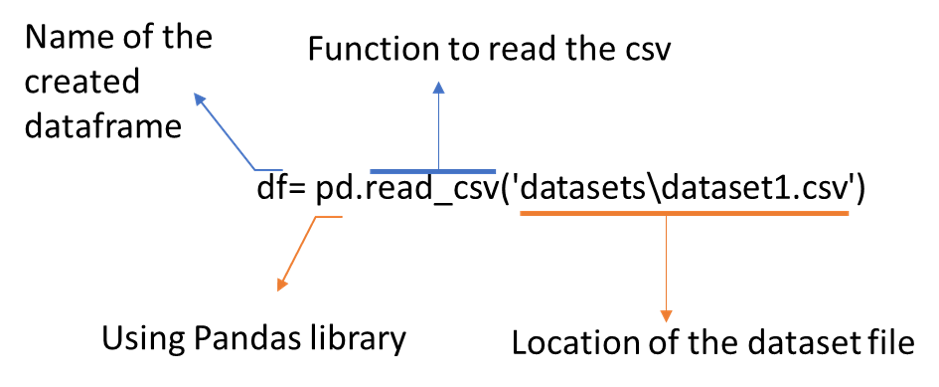 Name of the
created
dataframe
Function to read the csv
df= pd.read_csv('datasets\dataset1.csv')
Using Pandas library
Location of the dataset file